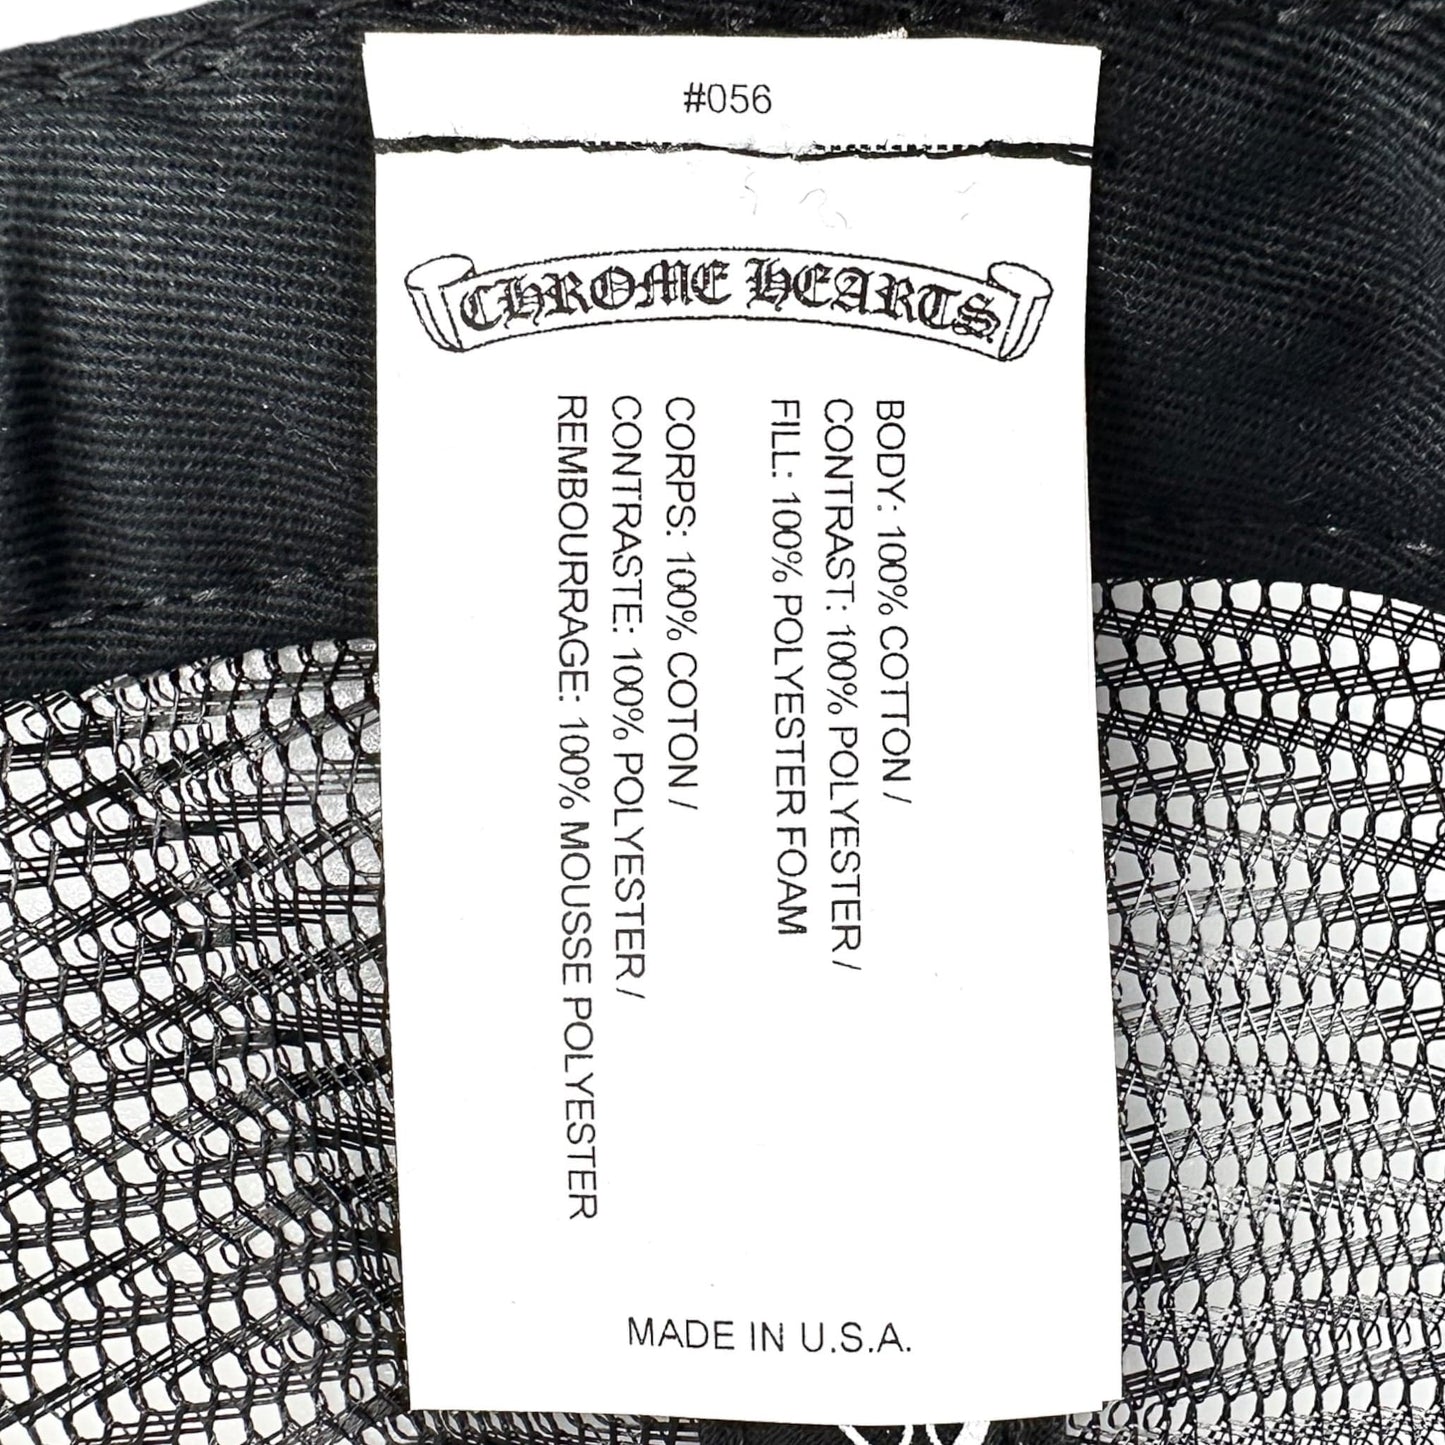 #056
CHROME HEARTS
BODY: 100% COTTON /
CONTRAST: 100% POLYESTER /
FILL: 100% POLYESTER FOAM
CORPS: 100% COTON /
CONTRASTE: 100% POLYESTER /
REMBOURRAGE: 100% MOUSSE POLYESTER
MADE IN U.S.A.